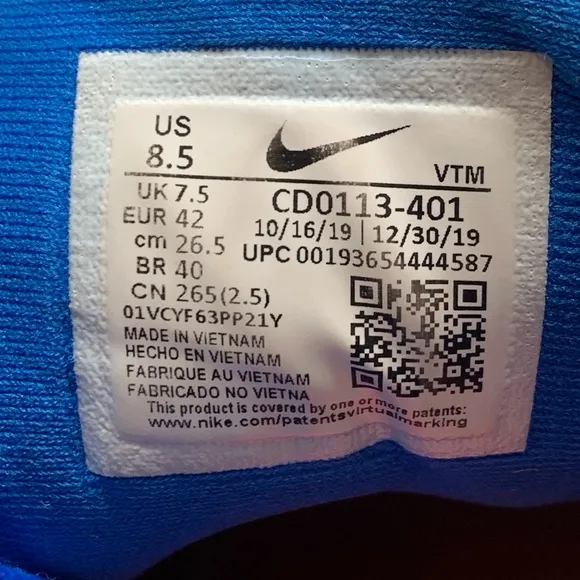 US
8.5
VTM
UK 7.5
EUR 42
cm 26.5
BR 40
CN 265(2.5)
CD0113-401
10/16/19 | 12/30/19
UPC 00193654444587
01VCYF63PP21Y
MADE IN VIETNAM
HECHO EN VIETNAM
FABRIQUE AU VIETNAM
FABRICADO NO VIETNA
This product is covered by one or more patents:
www.nike.com/patentsvirtualmarking